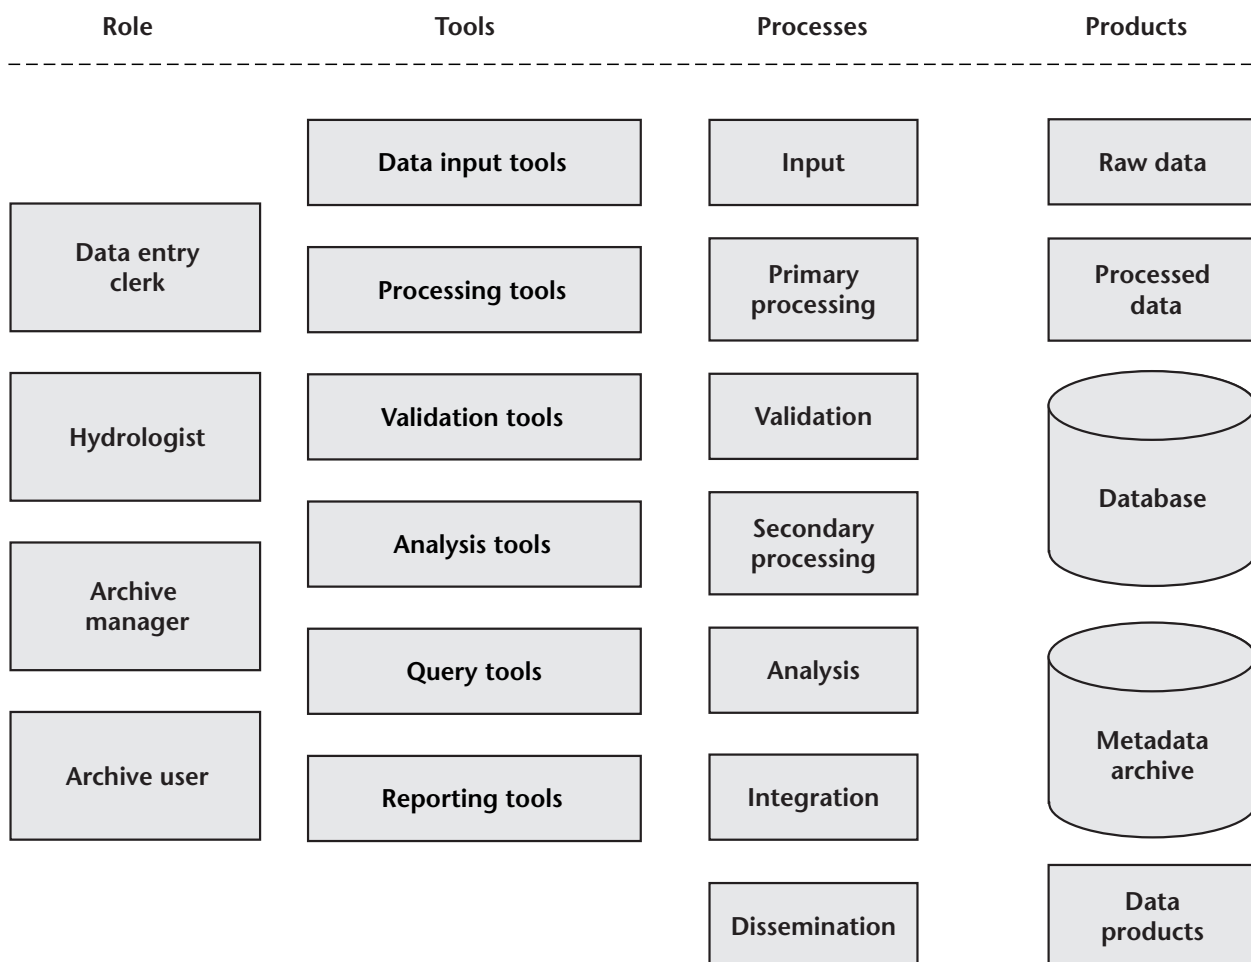 Role
Tools
Processes
Products
Data entry
clerk
Hydrologist
Archive
manager
Archive user
Data input tools
Processing tools
Validation tools
Analysis tools
Query tools
Reporting tools
Input
Primary
processing
Validation
Secondary
processing
Analysis
Integration
Dissemination
Raw data
Processed
data
Database
Metadata
archive
Data
products